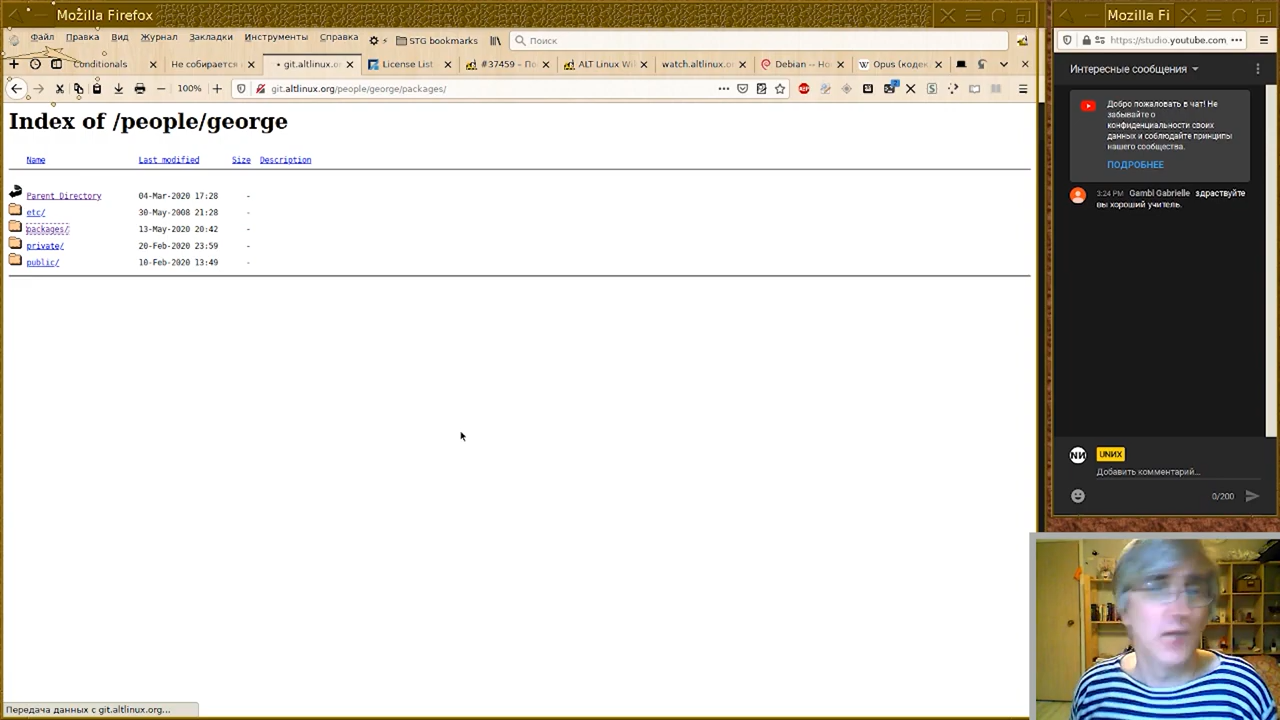 Mozilla Firefox
Файл Правка Вид Журнал Закладки Инструменты Справка
STG bookmarks
Поиск
Conditionals
Не собирается
git.altlinux.or
License List
#37459 – По
ALT Linux Wi
watch.altlinux.or
Debian -- Ho
Opus (кодек
100%
git.altlinux.org/people/george/packages/
Index of /people/george
Name Last modified Size Description
Parent Directory 04-Mar-2020 17:28 -
etc/ 30-May-2008 21:28 -
packages/ 13-May-2020 20:42 -
private/ 20-Feb-2020 23:59 -
public/ 10-Feb-2020 13:49 -
Передача данных с git.altlinux.org...
Mozilla Fi
https://studio.youtube.com
Интересные сообщения
Добро пожаловать в чат! Не
забывайте о
конфиденциальности своих
данных и соблюдайте принципы
нашего сообщества.
ПОДРОБНЕЕ
3:24 PM Gambl Gabrielle здраствуйте
вы хороший учитель.
ИИ UNИX
Добавить комментарий...
0/200